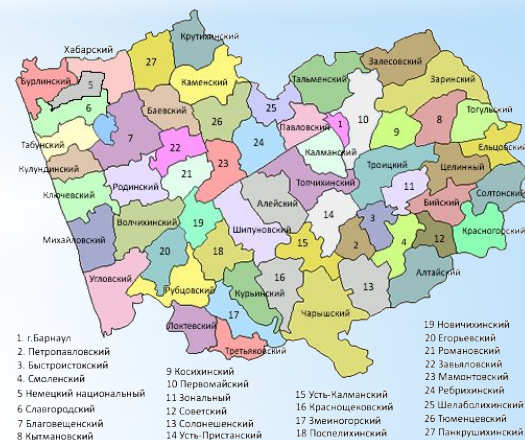 Крутихинский
Хабарский
27
Залесовский
Бурлинский
5
Каменский
Тальменский
Заринский
6
Баевский
25
Тогульский
26
Павловский
1
10
9
8
Табунский
7
24
Калманский
Ельцовский
22
Троицкий
Целинный
Кулундинский
23
21
Топчихинский
11
Солтонский
Ключевский
Родинский
Алейский
Бийский
14
3
Красногорский
Волчихинский
19
Шипуновский
12
Михайловский
15
2
4
20
18
Алтайский
Угловский
16
13
Рубцовский
Курьинский
Чарышский
17
Локтевский
Третьяковский
1. г.Барнаул
2. Петропавловский
3. Быстроистокский
4. Смоленский
5 Немецкий национальный
6 Славгородский
7 Благовещенский
8 Кытмановский
9 Косихинский
10 Первомайский
11 Зональный
12 Советский
13 Солонешенский
14 Усть-Пристанский
15 Усть-Калманский
16 Краснощековский
17 Змеиногорский
18 Поспелихинский
19 Новичихинский
20 Егорьевский
21 Романовский
22 Завьяловский
23 Мамонтовский
24 Ребрихинский
25 Шелаболихинский
26 Тюменцевский
27 Панкрушихинский